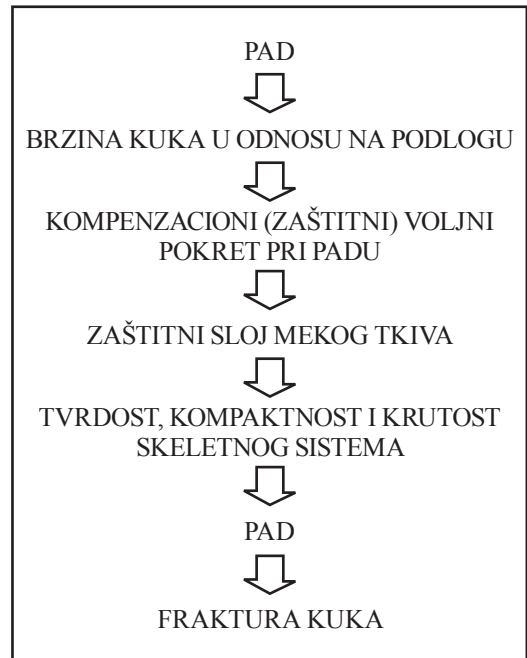 PAD
BRZINA KUKA U ODNOSU NA PODLOGU
KOMPENZACIONI (ZAŠTITNI) VOLJNI
POKRET PRI PADU
ZAŠTITNI SLOJ MEKOG TKIVA
TVRDOST, KOMPAKTNOST I KRUTOST
SKELETNOG SISTEMA
PAD
FRAKTURA KUKA